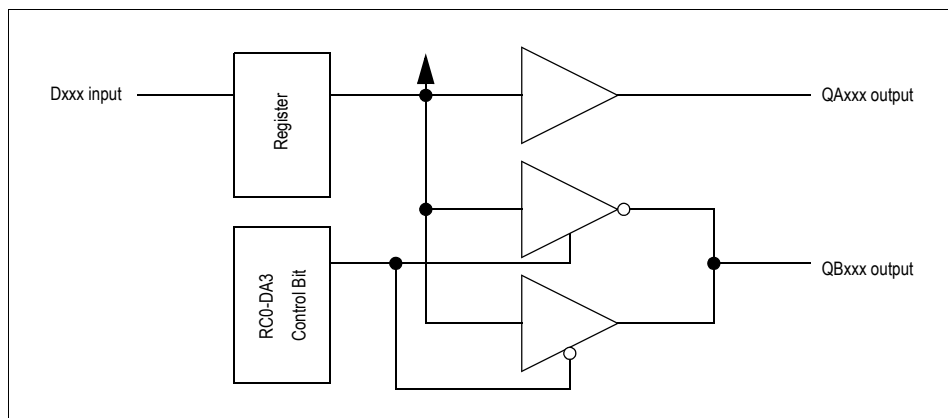 Dxxx input
Register
QAxxx output
RC0-DA3
Control Bit
QBxxx output